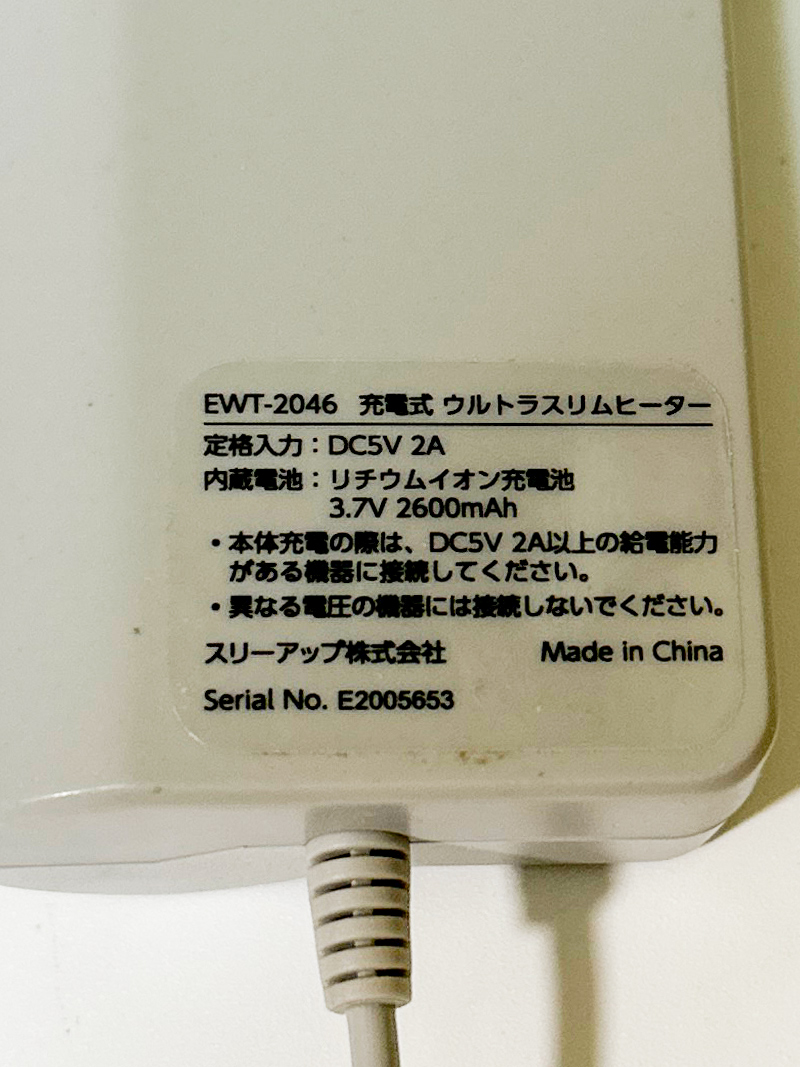 EWT-2046 充電式 ウルトラスリムヒーター
定格入力：DC5V 2A
内蔵電池：リチウムイオン充電池
3.7V 2600mAh
・本体充電の際は、DC5V 2A以上の給電能力
がある機器に接続してください。
・異なる電圧の機器には接続しないでください。
スリーアップ株式会社 Made in China
Serial No. E2005653